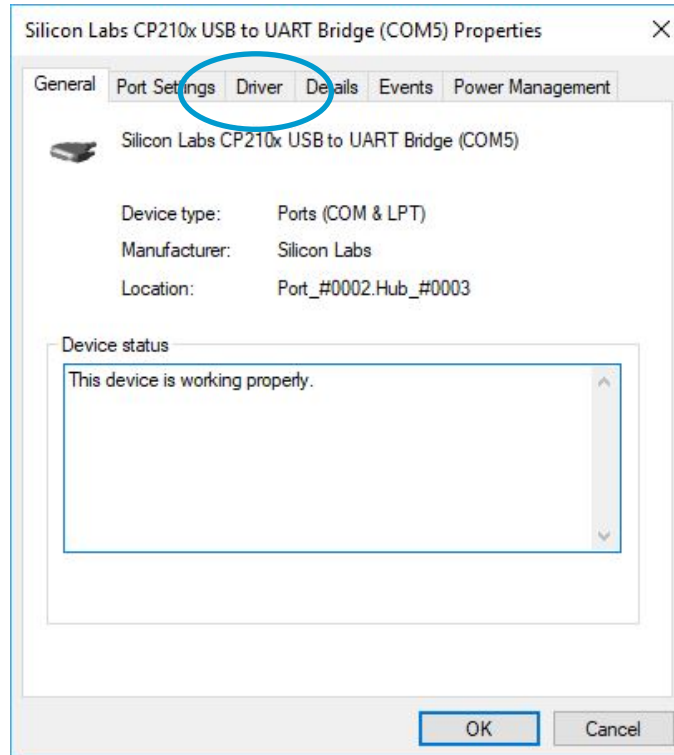 Silicon Labs CP210x USB to UART Bridge (COM5) Properties
General Port Settings Driver Details Events Power Management
Silicon Labs CP210x USB to UART Bridge (COM5)
Device type: Ports (COM & LPT)
Manufacturer: Silicon Labs
Location: Port_#0002.Hub_#0003
Device status
This device is working properly.
OK Cancel